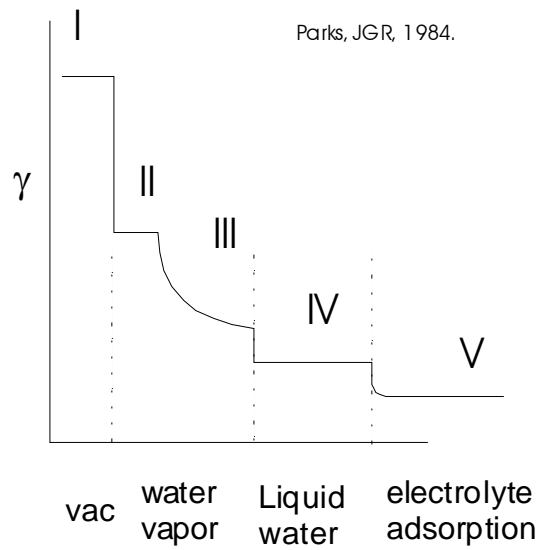 I
Parks, JGR, 1984.
II
γ
III
IV
V
vac
water
vapor
Liquid
water
electrolyte
adsorption